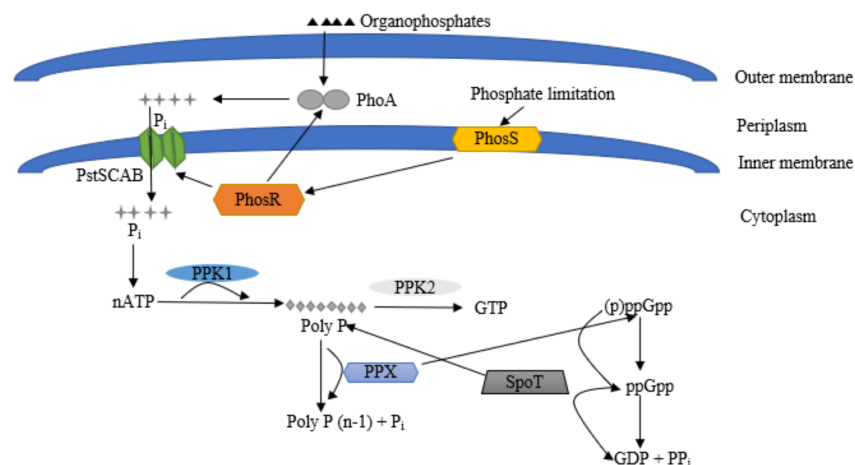 Organophosphates
Outer membrane
PhoA
Phosphate limitation
Pi
Periplasm
PhosS
Inner membrane
PstSCAB
PhosR
Cytoplasm
Pi
PPK1
PPK2
nATP
GTP
(p)ppGpp
Poly P
PPX
SpoT
ppGpp
Poly P (n-1) + Pi
GDP + PPi